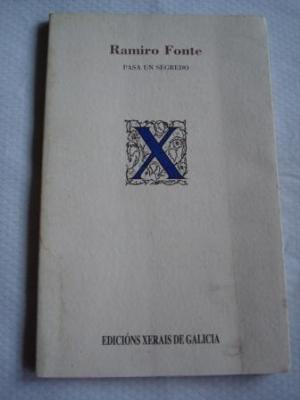 Ramiro Fonte
PASA UN SEGREDO
X
EDICIÓNS XERAIS DE GALICIA